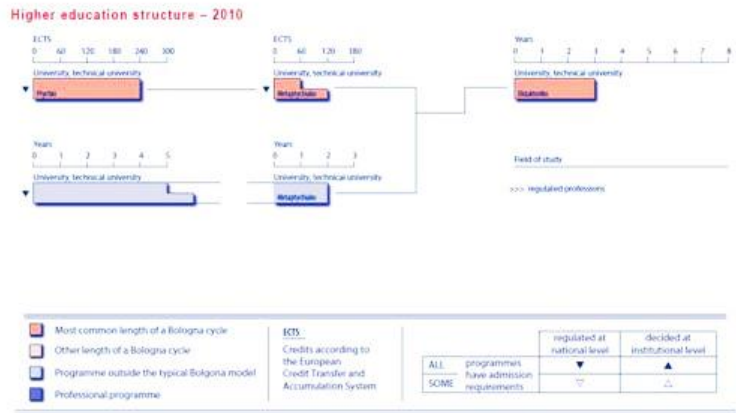 Higher education structure – 2010
ECTS
0 60 120 180 240 300
University, technical university
Ptychio
ECTS
0 60 120 180
University, technical university
Metaptychiako
Years
0 1 2 3 4 5 6 7 8
University, technical university
Didaktoriko
Years
0 1 2 3 4 5
University, technical university
Years
0 1 2 3
University, technical university
Metaptychiako
Field of study
>>> regulated professions
Most common length of a Bologna cycle
Other length of a Bologna cycle
Programme outside the typical Bolgona model
Professional programme
ECTS
Credits according to
the European
Credit Transfer and
Accumulation System
regulated at
national level
decided at
institutional level
ALL
SOME
programmes
have admission
requirements